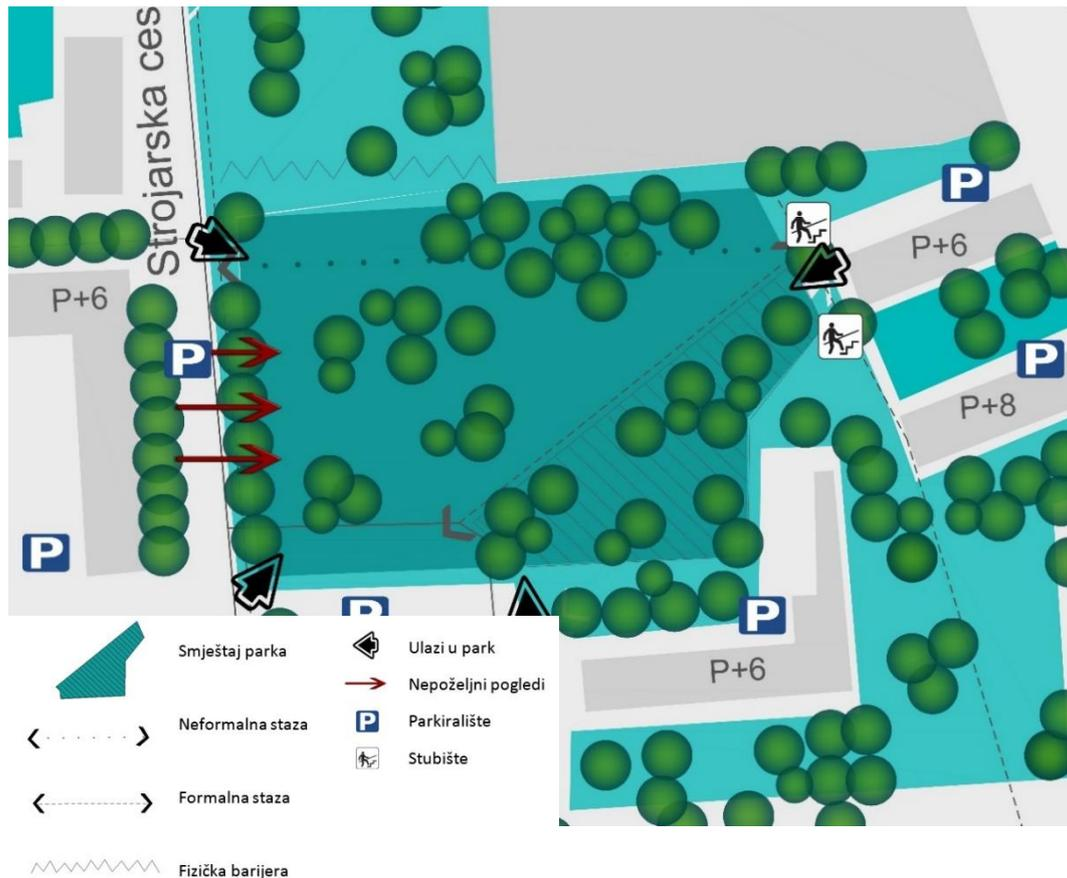 Strojarska ces
P
P+6
P+6
P
P+8
P
P
P
P
P+6
Smještaj parka
Neformalna staza
Formalna staza
Fizička barijera
Ulazi u park
Nepoželjni pogledi
P
Parkiralište
Stubište